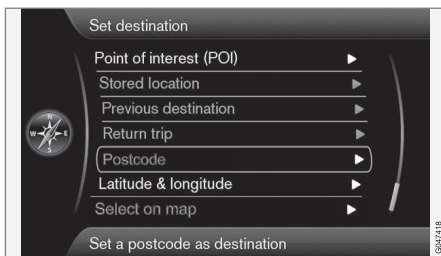 Set destination
Point of interest (POI)
Stored location
Previous destination
Return trip
Postcode
Latitude & longitude
Select on map
Set a postcode as destination
N
W
E
S
G047418